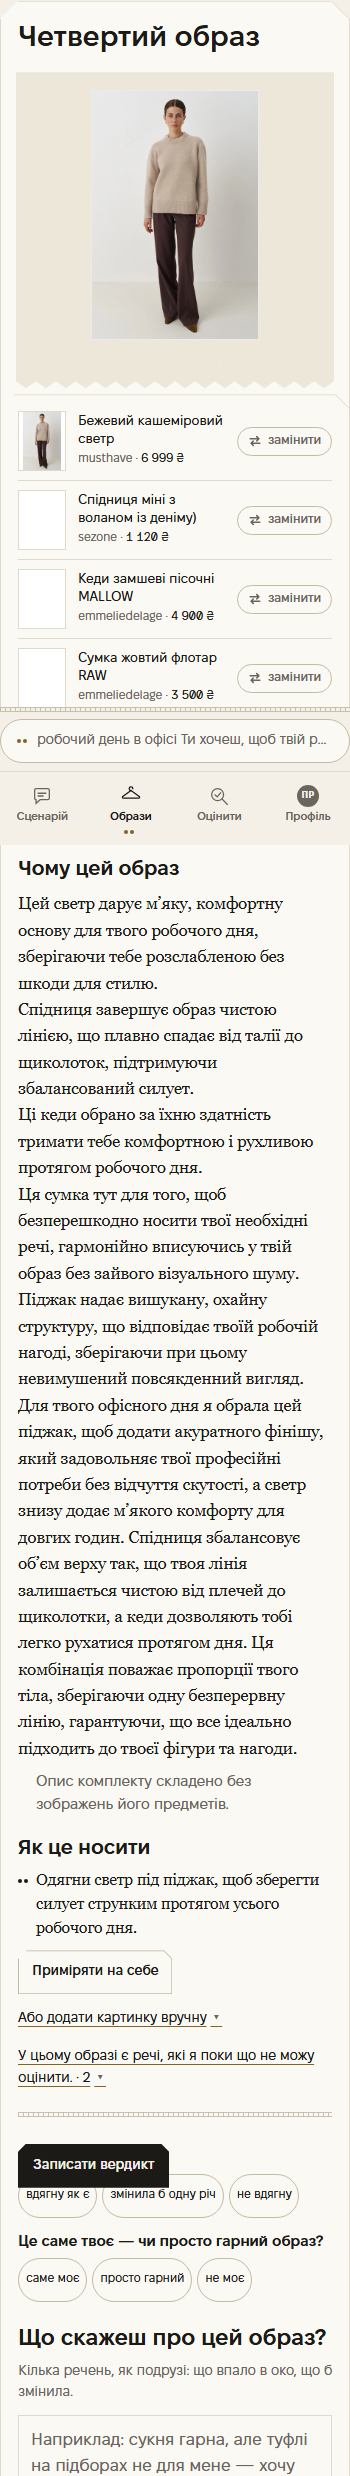 Четвертий образ
Бежевий кашеміровий
светр
musthave · 6 999 ₴
замінити
Спідниця міні з
воланом із деніму)
sezone · 1 120 ₴
замінити
Кеди замшеві пісочні
MALLOW
emmeliedelage · 4 900 ₴
замінити
Сумка жовтий флотар
RAW
emmeliedelage · 3 500 ₴
замінити
робочий день в офісі Ти хочеш, щоб твій р...
Сценарій
Образи
Оцінити
ПР
Профіль
Чому цей образ
Цей светр дарує м’яку, комфортну
основу для твого робочого дня,
зберігаючи тебе розслабленою без
шкоди для стилю.
Спідниця завершує образ чистою
лінією, що плавно спадає від талії до
щиколоток, підтримуючи
збалансований силует.
Ці кеди обрано за їхню здатність
тримати тебе комфортною і рухливою
протягом робочого дня.
Ця сумка тут для того, щоб
безперешкодно носити твої необхідні
речі, гармонійно вписуючись у твій
образ без зайвого візуального шуму.
Піджак надає вишукану, охайну
структуру, що відповідає твоїй робочій
нагоді, зберігаючи при цьому
невимушений повсякденний вигляд.
Для твого офісного дня я обрала цей
піджак, щоб додати акуратного фінішу,
який задовольняє твої професійні
потреби без відчуття скутості, а светр
знизу додає м’якого комфорту для
довгих годин. Спідниця збалансовує
об’єм верху так, що твоя лінія
залишається чистою від плечей до
щиколотки, а кеди дозволяють тобі
легко рухатися протягом дня. Ця
комбінація поважає пропорції твого
тіла, зберігаючи одну безперервну
лінію, гарантуючи, що все ідеально
підходить до твоєї фігури та нагоди.
Опис комплекту складено без
зображень його предметів.
Як це носити
Одягни светр під піджак, щоб зберегти
силует струнким протягом усього
робочого дня.
Приміряти на себе
Або додати картинку вручну
У цьому образі є речі, які я поки що не можу
оцінити. · 2
Записати вердикт
вдягну як є
змінила б одну річ
не вдягну
Це саме твоє — чи просто гарний образ?
саме моє
просто гарний
не моє
Що скажеш про цей образ?
Кілька речень, як подрузі: що впало в око, що б
змінила.
Наприклад: сукня гарна, але туфлі
на підборах не для мене — хочу